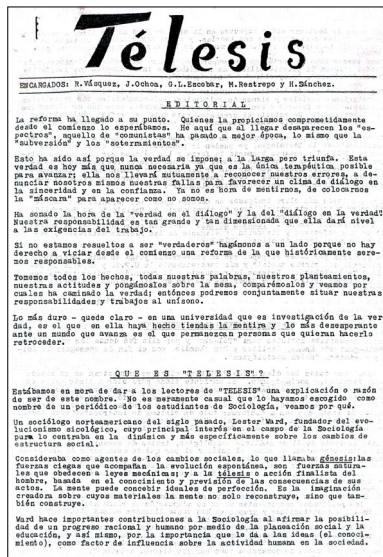 Télesis
ENCARGADOS: R.Vásquez, J.Ochoa, G.L.Escobar, M.Restrepo y H.Sánchez.
EDITORIAL
La reforma ha llegado a su punto. Quienes la propiciamos comprometidamente
desde el comienzo lo esperábamos. He aquí que al llegar desaparecen los "es-
pectros", aquello de "comunistas" ha pasado a mejor época, lo mismo que la
"subversión" y los "soterramientos".
Esto ha sido así porque la verdad se impone; a la larga pro triunfa. Esta
verdad es hoy más que nunca necesaria ya que es la única terapéutica posible
para avanzar; ella nos llevará mutuamente a reconocer nuestros errores, a de-
nunciar nosotros mismos nuestras fallas para favorecer un clima de diálogo en
la sinceridad y en la confianza. Ya no es hora de mentirnos, de colocarnos
la "máscara" para aparecer como no somos.
Ha sonado la hora de la "verdad en el diálogo" y la del "diálogo en la verdad".
Nuestra responsabilidad es tan grande y tan dimensionada que ella dará nivel
a las exigencias del trabajo.
Si no estamos resueltos a ser "verdaderos" hagámonos a un lado porque no hay
derecho a viciar desde el comienzo una reforma de la que históricamente sere-
mos responsables.
Tomemos todos los hechos, todas nuestras palabras, nuestros planteamientos,
nuestras actitudes y pongámoslos sobre la mesa, comparémoslos y veamos por
cuales ha caminado la verdad; entónces podremos conjuntamente situar nuestras
responsabilidades y trabajos al unísono.
Lo más duro - quede claro - en una universidad que es investigación de la ver
dad, es el que en ella haya hecho tiendas la mentira y lo más desesperante
ante un mundo que avanza es el que permanezcan personas que quieran hacerlo
retroceder.
QUE ES "TELESIS"?
Estábamos en mora de dar a los lectores de "TELESIS" una explicación o razón
de ser de este nombre. No es meramente casual que lo hayamos escogido como
nombre de un periódico de los estudiantes de Sociología, veamos por qué.
Un sociólogo norteamericano del siglo pasado, Lester Ward, fundador del evo-
lucionismo sicológico, cuyo principal interés en el campo de la Sociología
pura lo centraba en la dinámica y más específicamente sobre los cambios de
estructura social.
Consideraba como agentes de los cambios sociales, lo que llamaba génesis:las
fuerzas ciegas que acompañan la evolución espontánea, son fuerzas natura-
les que obedecen a leyes mecánicas; y a la télesis o acción finalista del
hombre, basada en el conocimiento y previsión de las consecuencias de sus
actos. La mente puede concebir ideales de perfección. Es la imaginación
creadora sobre cuyos materiales la mente no solo reconstruye, sino que tam-
bién construye.
Ward hace importantes contribuciones a la Sociología al afirmar la posibili-
dad de un progreso racional y humano por medio de la planeación social y la
educación, y así mismo, por la importancia que le da a las ideas (el conoci-
miento), como factor de influencia sobre la actividad humana en la sociedad.